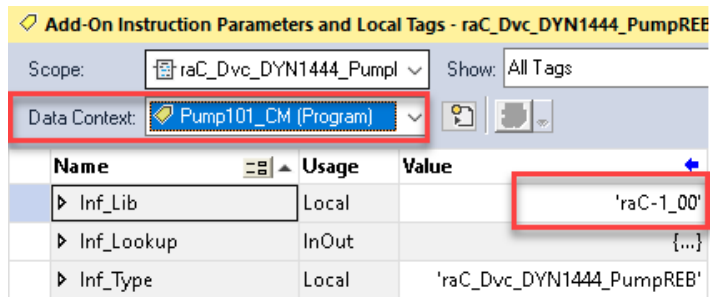 Add-On Instruction Parameters and Local Tags - raC_Dvc_DYN1444_PumpREB
Scope: raC_Dvc_DYN1444_Pumpl Show: All Tags
Data Context: Pump101_CM (Program)
Name Usage Value
Inf_Lib Local 'raC-1_00'
Inf_Lookup InOut {...}
Inf_Type Local 'raC_Dvc_DYN1444_PumpREB'